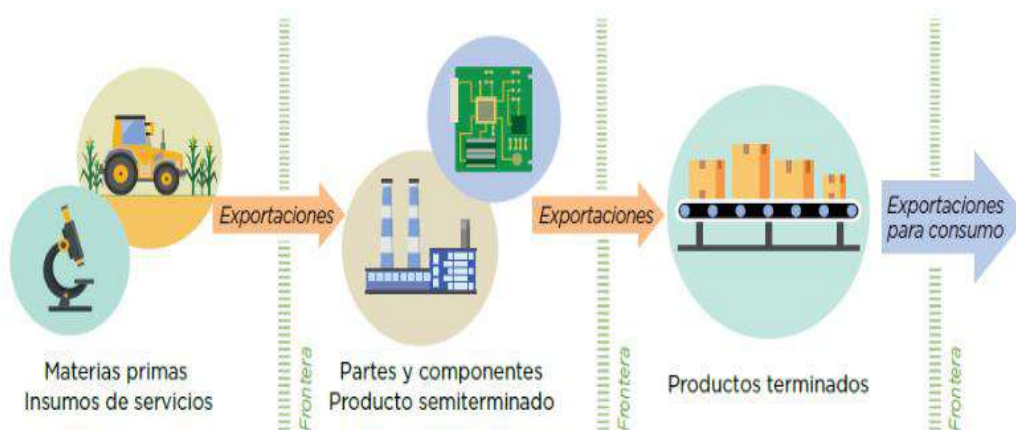 Exportaciones
Exportaciones
Exportaciones
para consumo
Materias primas
Insumos de servicios
Frontera
Partes y componentes
Producto semiterminado
Frontera
Productos terminados
Frontera